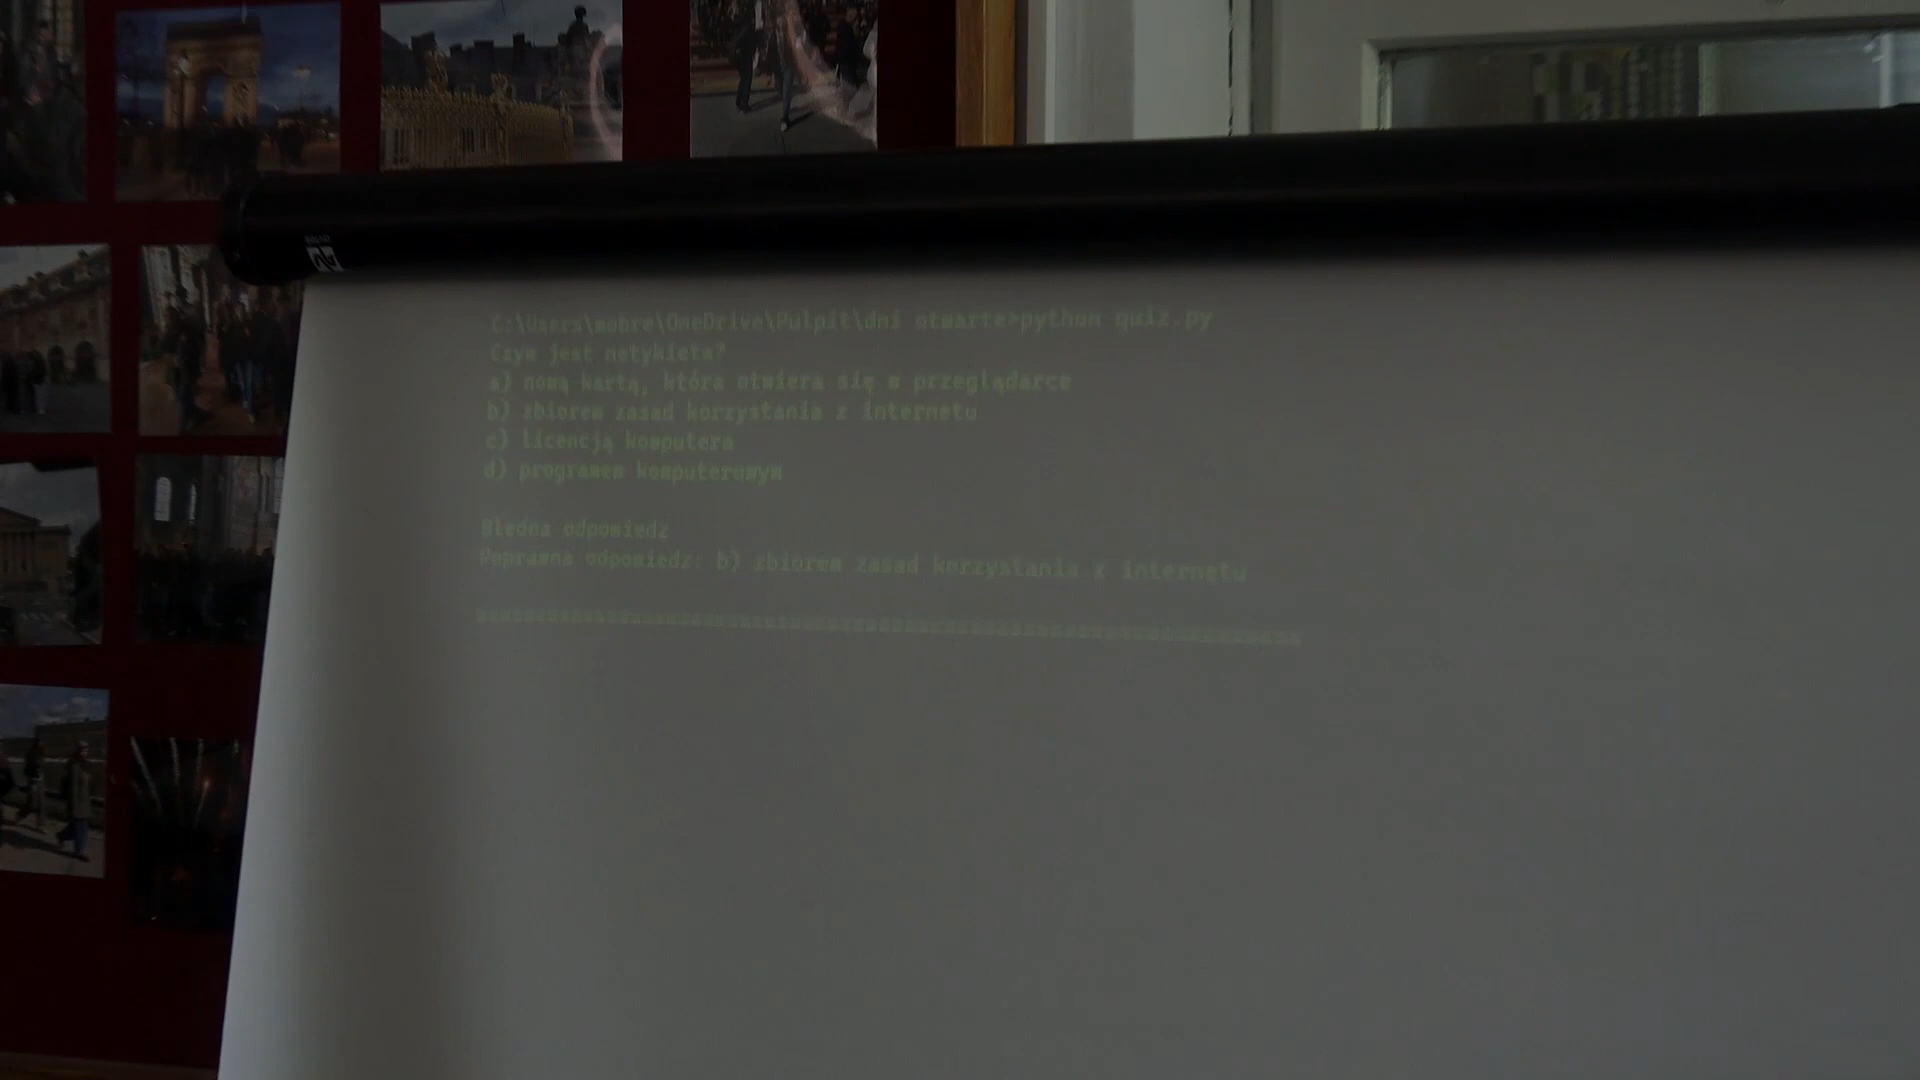 C:\Users\mobre\OneDrive\Pulpit\dni otwarte>python quiz.py
Czym jest netykieta?
a) nową kartą, która otwiera się w przeglądarce
b) zbiorem zasad korzystania z internetu
c) licencją komputera
d) programem komputerowym
Błedna odpowiedz
Poprawna odpowiedz: b) zbiorem zasad korzystania z internetu